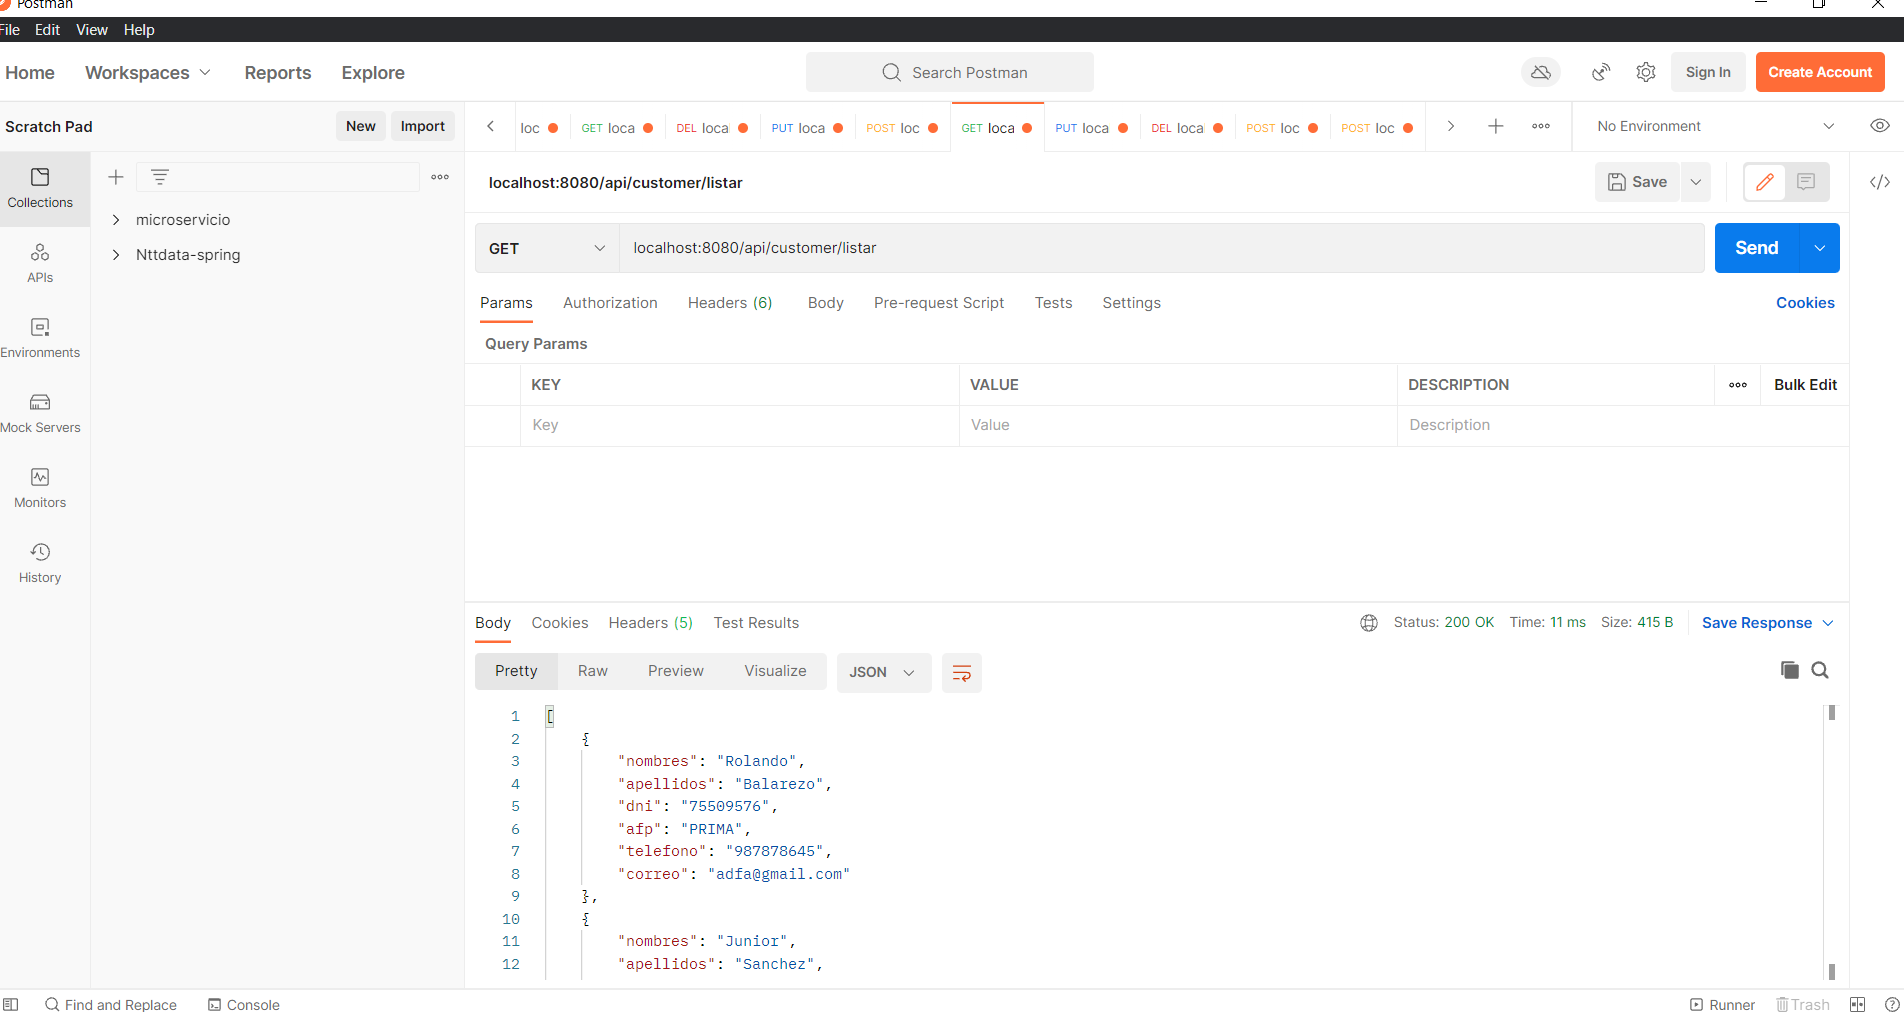 Postman
File Edit View Help
Home Workspaces Reports Explore Search Postman Sign In Create Account
Scratch Pad New Import
loc GET loca DEL loca PUT loca POST loc GET loca PUT loca DEL loca POST loc POST loc No Environment
Collections
APIs
Environments
Mock Servers
Monitors
History
microservicio
Nttdata-spring
localhost:8080/api/customer/listar Save
GET localhost:8080/api/customer/listar Send
Params Authorization Headers (6) Body Pre-request Script Tests Settings Cookies
Query Params
KEY VALUE DESCRIPTION Bulk Edit
Key Value Description
Body Cookies Headers (5) Test Results Status: 200 OK Time: 11 ms Size: 415 B Save Response
Pretty Raw Preview Visualize JSON
1 [
2 {
3 "nombres": "Rolando",
4 "apellidos": "Balarezo",
5 "dni": "75509576",
6 "afp": "PRIMA",
7 "telefono": "987878645",
8 "correo": "adfa@gmail.com"
9 },
10 {
11 "nombres": "Junior",
12 "apellidos": "Sanchez",
Find and Replace Console Runner Trash